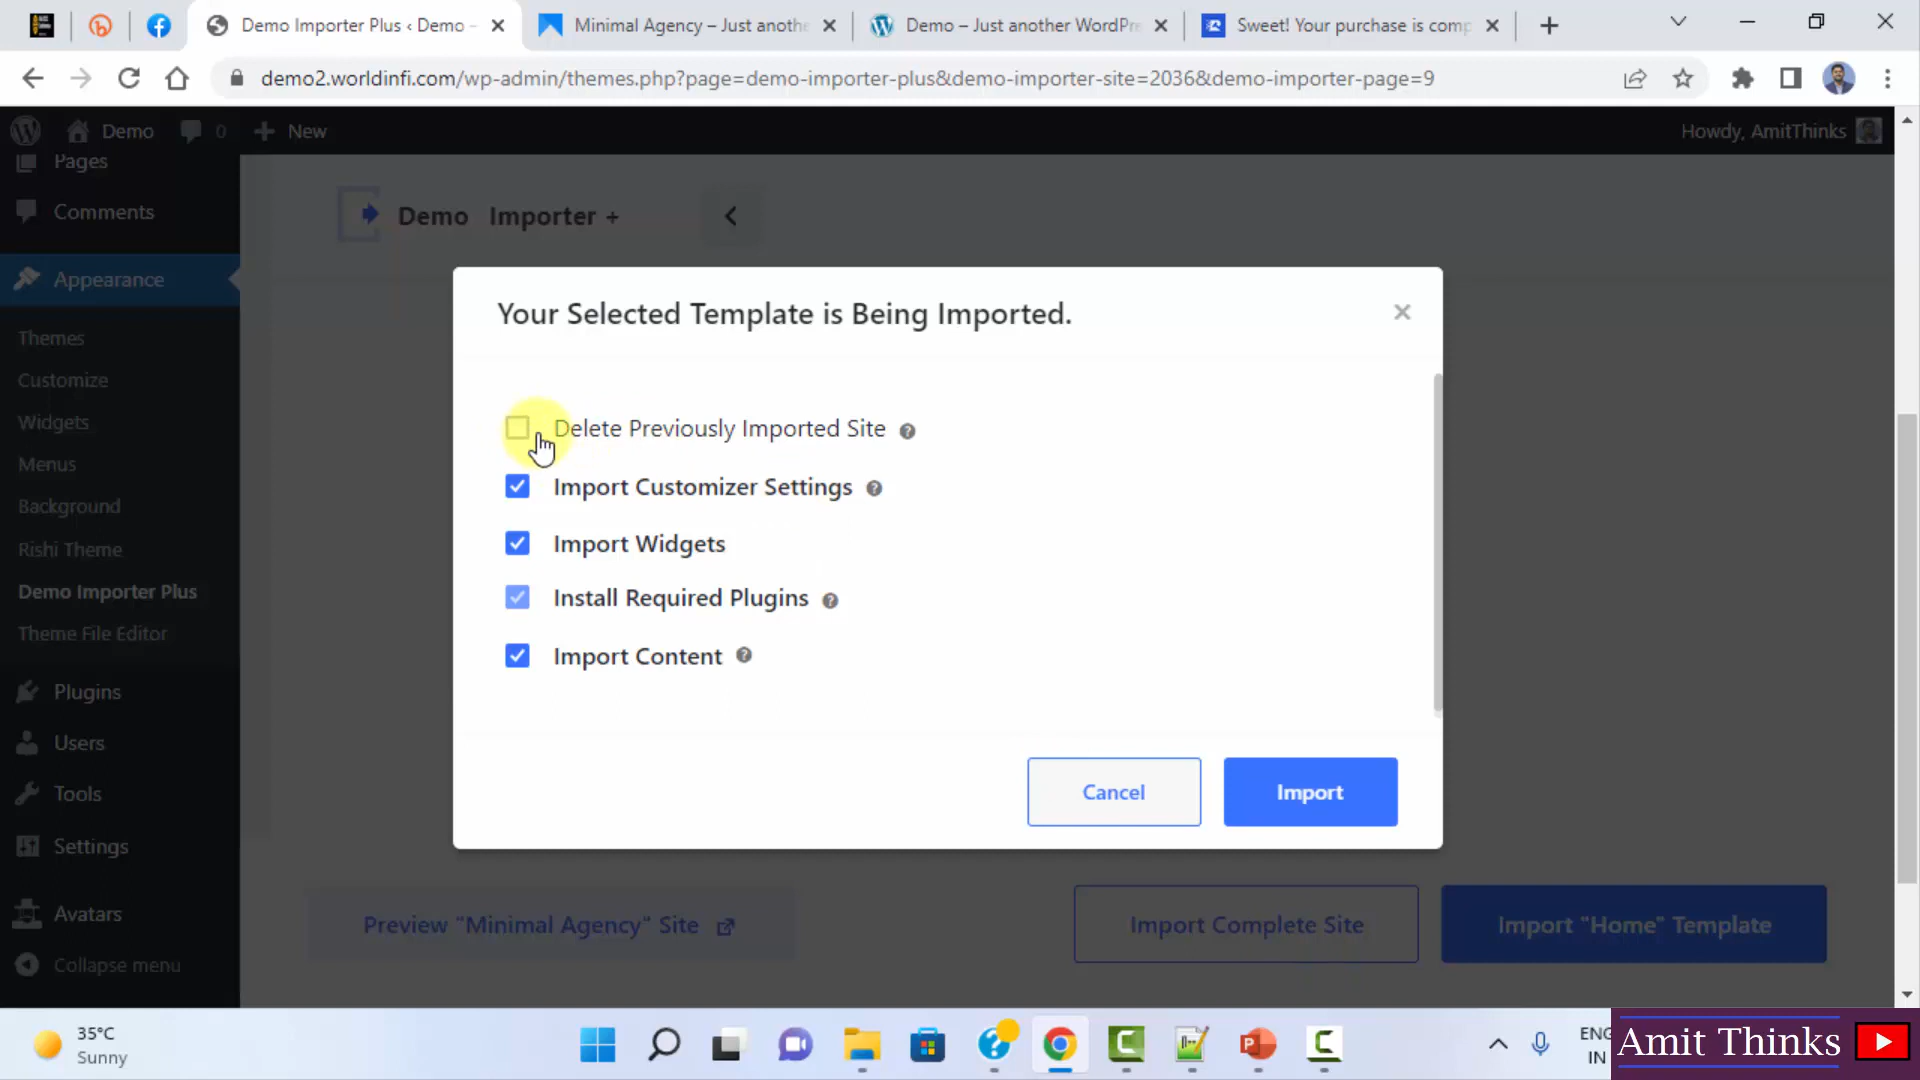 Demo Importer Plus ‹ Demo –
Minimal Agency – Just anothe
Demo – Just another WordPre
Sweet! Your purchase is comp
demo2.worldinfi.com/wp-admin/themes.php?page=demo-importer-plus&demo-importer-site=2036&demo-importer-page=9
Demo
0
New
Howdy, AmitThinks
Pages
Comments
Appearance
Themes
Customize
Widgets
Menus
Background
Rishi Theme
Demo Importer Plus
Theme File Editor
Plugins
Users
Tools
Settings
Avatars
Collapse menu
Demo Importer +
Your Selected Template is Being Imported.
Delete Previously Imported Site
Import Customizer Settings
Import Widgets
Install Required Plugins
Import Content
Cancel
Import
Preview "Minimal Agency" Site
Import Complete Site
Import "Home" Template
35°C
Sunny
ENG
IN
Amit Thinks